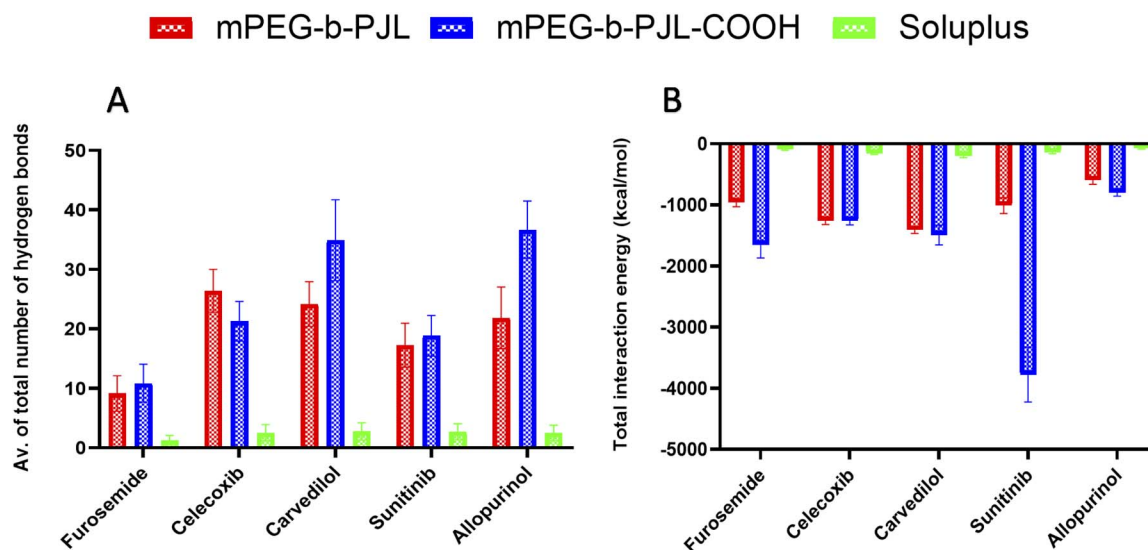 mPEG-b-PJL mPEG-b-PJL-COOH Soluplus
A
Av. of total number of hydrogen bonds
50
40
30
20
10
0
Furosemide
Celecoxib
Carvedilol
Sunitinib
Allopurinol
B
Total interaction energy (kcal/mol)
0
-1000
-2000
-3000
-4000
-5000
Furosemide
Celecoxib
Carvedilol
Sunitinib
Allopurinol